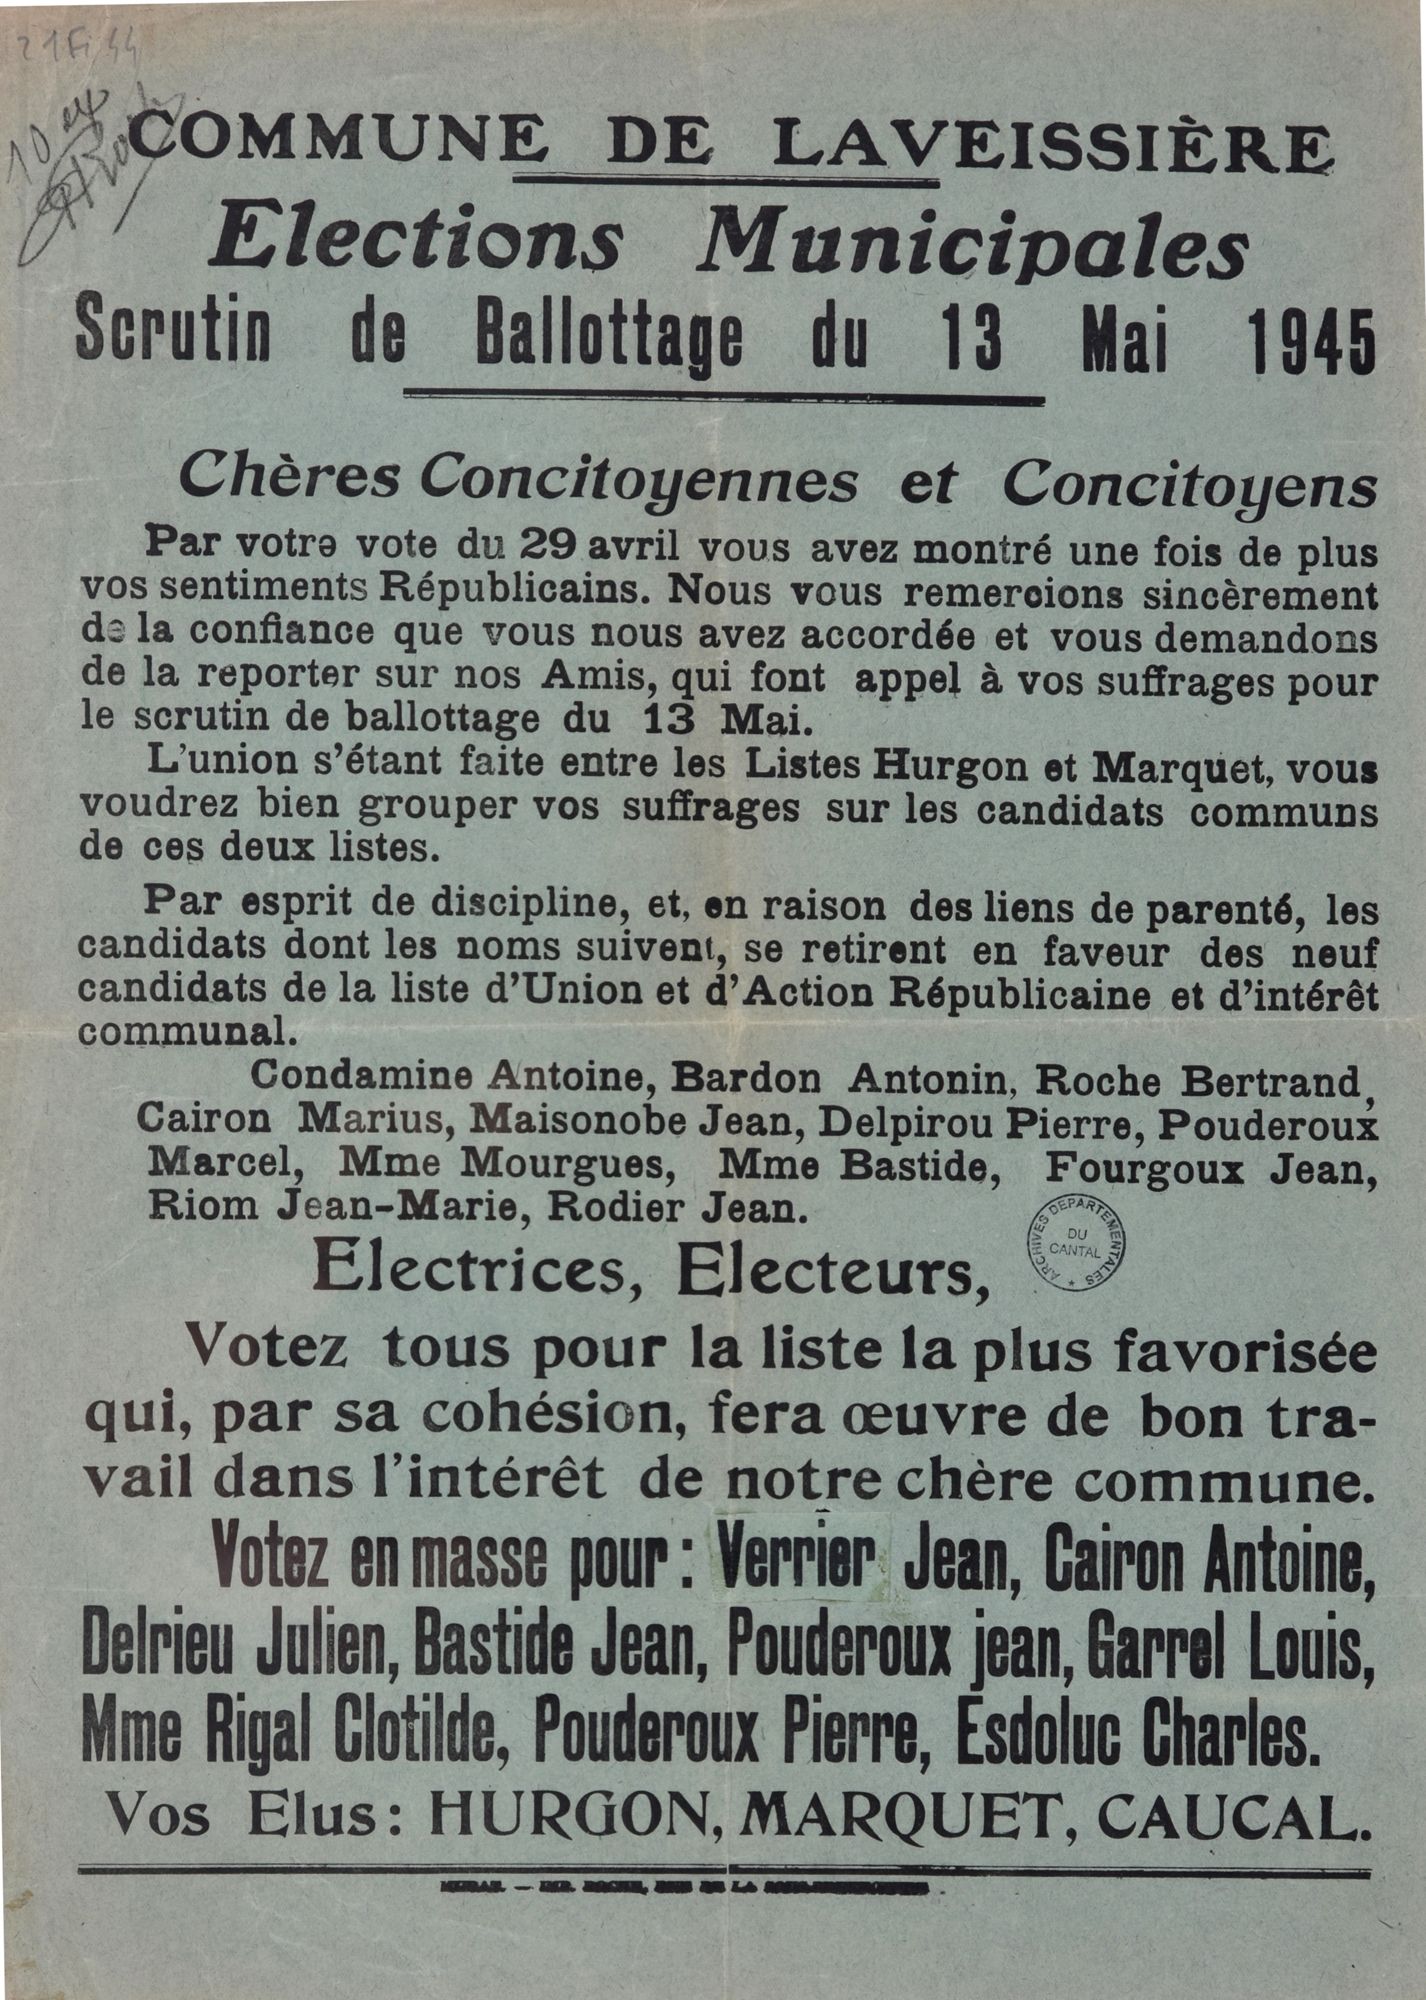 21Fi44
10 ex
COMMUNE DE LAVEISSIÈRE
Elections Municipales
Scrutin de Ballottage du 13 Mai 1945
Chères Concitoyennes et Concitoyens
Par votre vote du 29 avril vous avez montré une fois de plus
vos sentiments Républicains. Nous vous remercions sincèrement
de la confiance que vous nous avez accordée et vous demandons
de la reporter sur nos Amis, qui font appel à vos suffrages pour
le scrutin de ballottage du 13 Mai.
L'union s'étant faite entre les Listes Hurgon et Marquet, vous
voudrez bien grouper vos suffrages sur les candidats communs
de ces deux listes.
Par esprit de discipline, et, en raison des liens de parenté, les
candidats dont les noms suivent, se retirent en faveur des neuf
candidats de la liste d'Union et d'Action Républicaine et d'intérêt
communal.
Condamine Antoine, Bardon Antonin, Roche Bertrand,
Cairon Marius, Maisonobe Jean, Delpirou Pierre, Pouderoux
Marcel, Mme Mourgues, Mme Bastide, Fourgoux Jean,
Riom Jean-Marie, Rodier Jean.
ARCHIVES DEPARTEMENTALES
DU
CANTAL
Electrices, Electeurs,
Votez tous pour la liste la plus favorisée
qui, par sa cohésion, fera œuvre de bon tra-
vail dans l'intérêt de notre chère commune.
Votez en masse pour : Verrier Jean, Cairon Antoine,
Delrieu Julien, Bastide Jean, Pouderoux jean, Garrel Louis,
Mme Rigal Clotilde, Pouderoux Pierre, Esdoluc Charles.
Vos Elus : HURGON, MARQUET, CAUCAL.
MURAT. — IMP. ROCHE, RUE DE LA